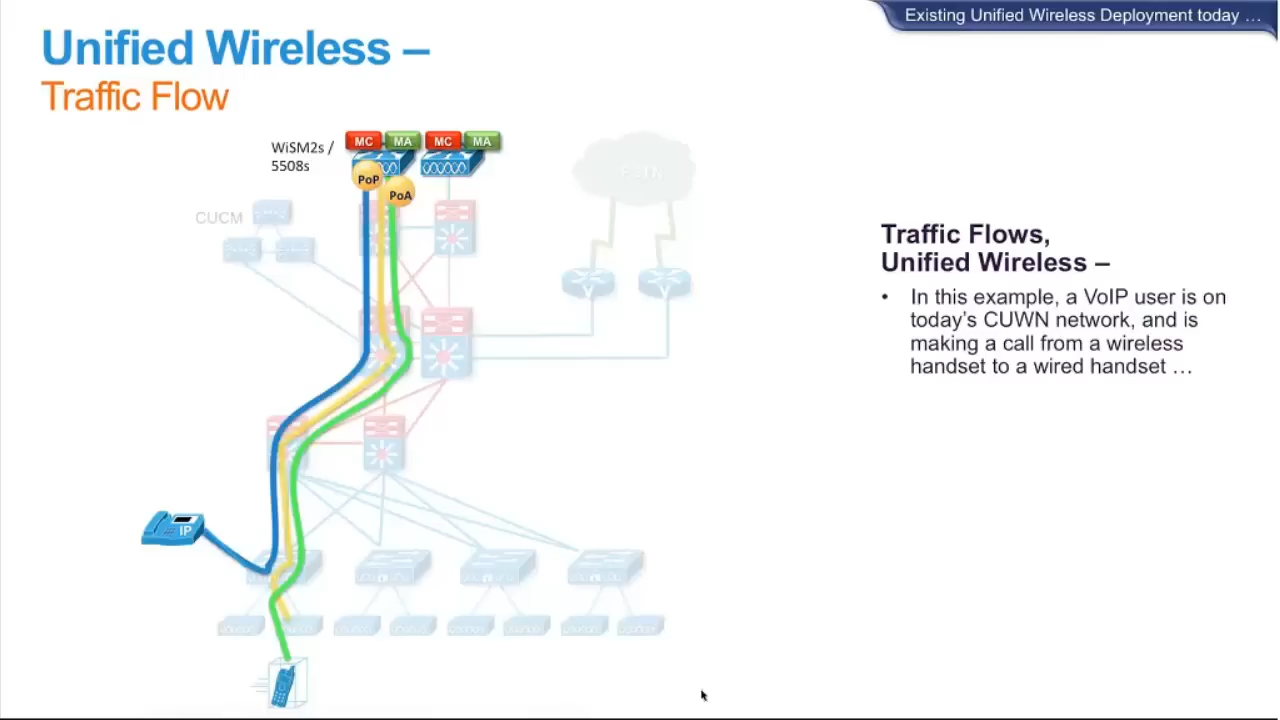 Existing Unified Wireless Deployment today …
Unified Wireless –
Traffic Flow
WiSM2s /
5508s
MC MA MC MA
PoP
PoA
PSTN
CUCM
Traffic Flows,
Unified Wireless –
• In this example, a VoIP user is on
today's CUWN network, and is
making a call from a wireless
handset to a wired handset …
IP